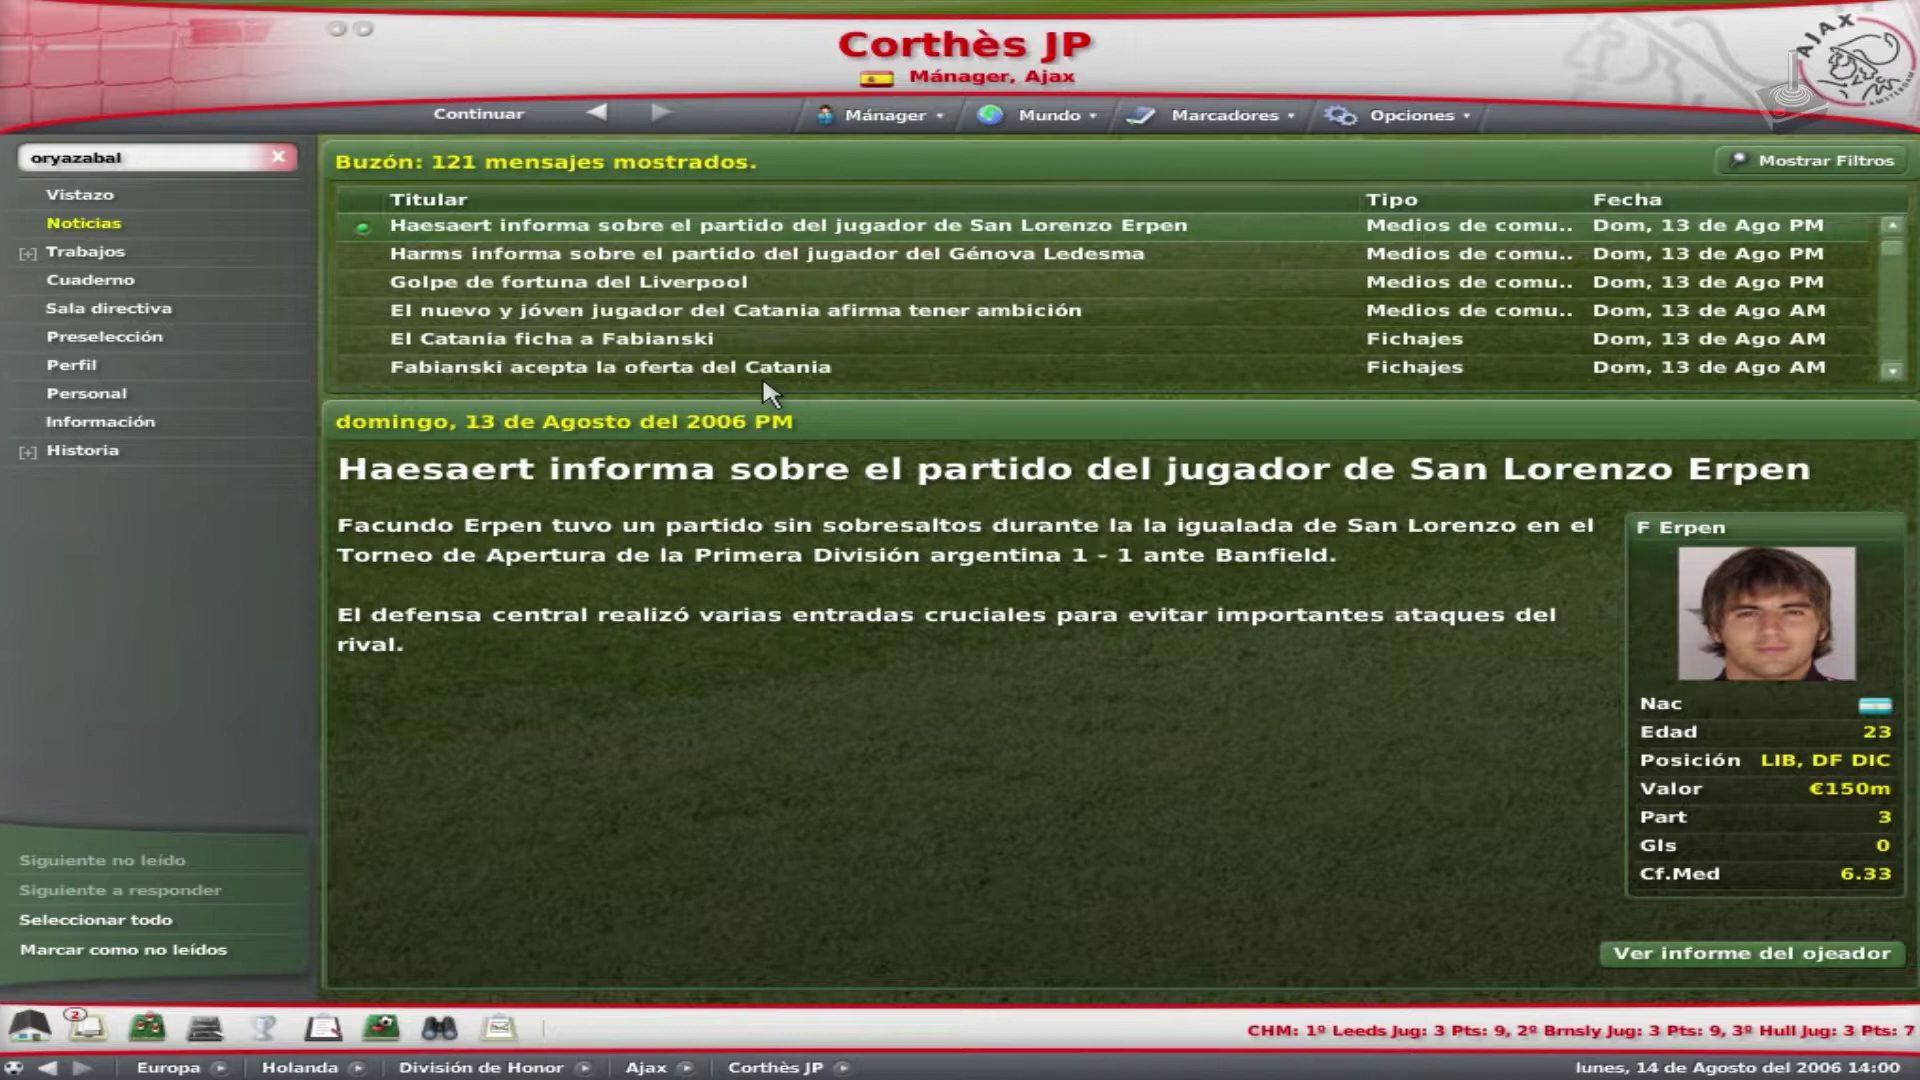 Corthès JP
Mánager, Ajax
AJAX
AMSTERDAM
Continuar
Mánager
Mundo
Marcadores
Opciones
oryazabal
Vistazo
Noticias
[+] Trabajos
Cuaderno
Sala directiva
Preselección
Perfil
Personal
Información
[+] Historia
Siguiente no leído
Siguiente a responder
Seleccionar todo
Marcar como no leídos
Buzón: 121 mensajes mostrados.
Mostrar Filtros
Titular Tipo Fecha
Haesaert informa sobre el partido del jugador de San Lorenzo Erpen Medios de comu.. Dom, 13 de Ago PM
Harms informa sobre el partido del jugador del Génova Ledesma Medios de comu.. Dom, 13 de Ago PM
Golpe de fortuna del Liverpool Medios de comu.. Dom, 13 de Ago PM
El nuevo y jóven jugador del Catania afirma tener ambición Medios de comu.. Dom, 13 de Ago AM
El Catania ficha a Fabianski Fichajes Dom, 13 de Ago AM
Fabianski acepta la oferta del Catania Fichajes Dom, 13 de Ago AM
domingo, 13 de Agosto del 2006 PM
Haesaert informa sobre el partido del jugador de San Lorenzo Erpen
Facundo Erpen tuvo un partido sin sobresaltos durante la la igualada de San Lorenzo en el
Torneo de Apertura de la Primera División argentina 1 - 1 ante Banfield.
El defensa central realizó varias entradas cruciales para evitar importantes ataques del
rival.
F Erpen
Nac
Edad 23
Posición LIB, DF DIC
Valor €150m
Part 3
Gls 0
Cf.Med 6.33
Ver informe del ojeador
2
CHM: 1º Leeds Jug: 3 Pts: 9, 2º Brnsly Jug: 3 Pts: 9, 3º Hull Jug: 3 Pts: 7
Europa
Holanda
División de Honor
Ajax
Corthès JP
lunes, 14 de Agosto del 2006 14:00